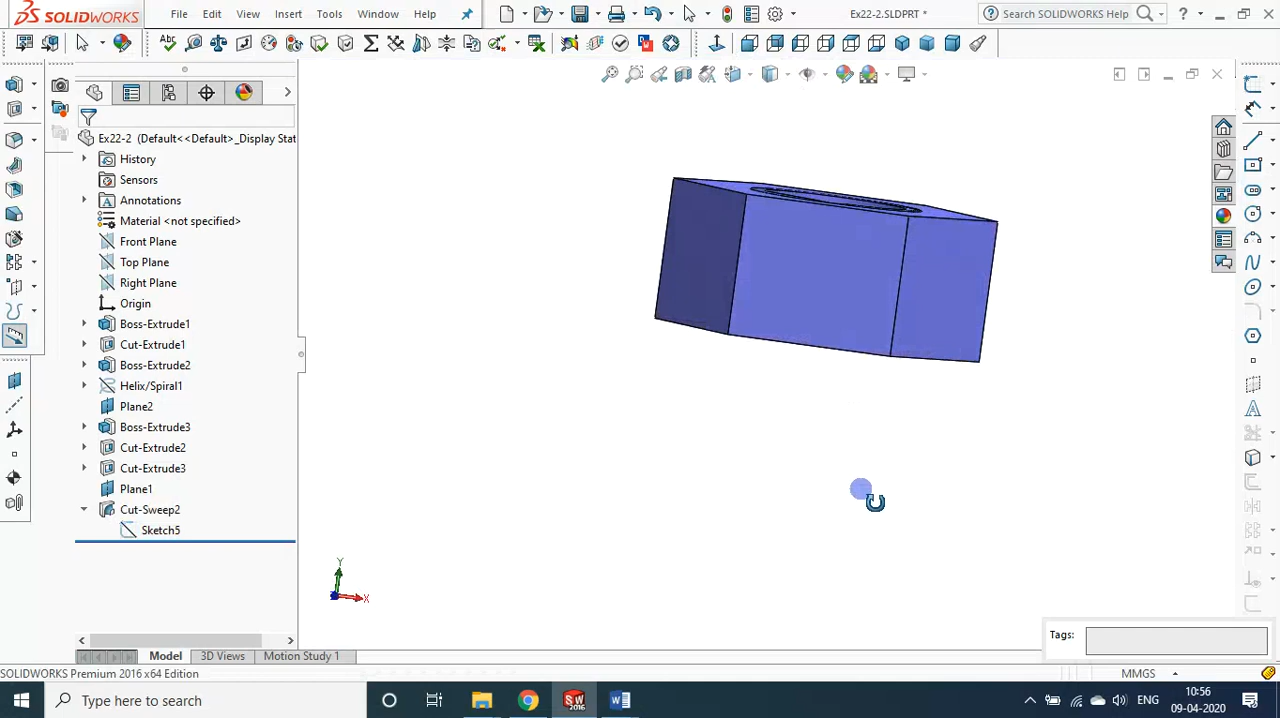 SOLIDWORKS File Edit View Insert Tools Window Help Ex22-2.SLDPRT * Search SOLIDWORKS Help ?
Ex22-2 (Default<<Default>_Display Stat
History
Sensors
Annotations
Material <not specified>
Front Plane
Top Plane
Right Plane
Origin
Boss-Extrude1
Cut-Extrude1
Boss-Extrude2
Helix/Spiral1
Plane2
Boss-Extrude3
Cut-Extrude2
Cut-Extrude3
Plane1
Cut-Sweep2
Sketch5
Y
X
Tags:
Model 3D Views Motion Study 1
SOLIDWORKS Premium 2016 x64 Edition MMGS
Type here to search ENG 10:56
09-04-2020